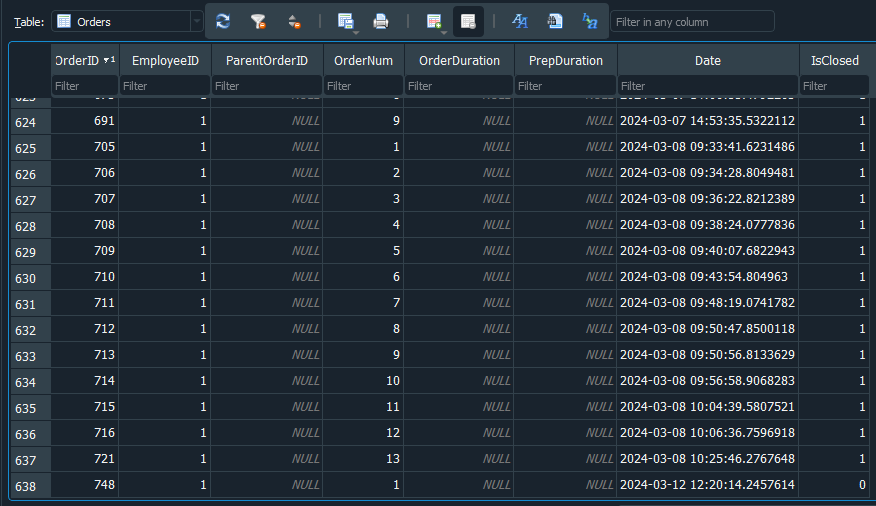 Table: Orders Filter in any column
OrderID 1 EmployeeID ParentOrderID OrderNum OrderDuration PrepDuration Date IsClosed
Filter Filter Filter Filter Filter Filter Filter Filter
624 691 1 NULL 9 NULL NULL 2024-03-07 14:53:35.5322112 1
625 705 1 NULL 1 NULL NULL 2024-03-08 09:33:41.6231486 1
626 706 1 NULL 2 NULL NULL 2024-03-08 09:34:28.8049481 1
627 707 1 NULL 3 NULL NULL 2024-03-08 09:36:22.8212389 1
628 708 1 NULL 4 NULL NULL 2024-03-08 09:38:24.0777836 1
629 709 1 NULL 5 NULL NULL 2024-03-08 09:40:07.6822943 1
630 710 1 NULL 6 NULL NULL 2024-03-08 09:43:54.804963 1
631 711 1 NULL 7 NULL NULL 2024-03-08 09:48:19.0741782 1
632 712 1 NULL 8 NULL NULL 2024-03-08 09:50:47.8500118 1
633 713 1 NULL 9 NULL NULL 2024-03-08 09:50:56.8133629 1
634 714 1 NULL 10 NULL NULL 2024-03-08 09:56:58.9068283 1
635 715 1 NULL 11 NULL NULL 2024-03-08 10:04:39.5807521 1
636 716 1 NULL 12 NULL NULL 2024-03-08 10:06:36.7596918 1
637 721 1 NULL 13 NULL NULL 2024-03-08 10:25:46.2767648 1
638 748 1 NULL 1 NULL NULL 2024-03-12 12:20:14.2457614 0